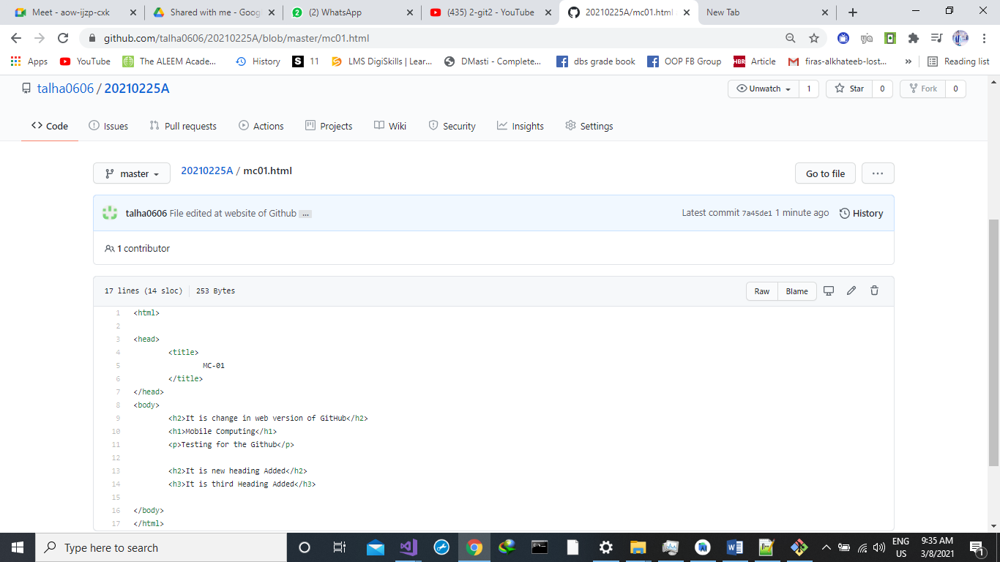 Meet - aow-ijzp-cxk
Shared with me - Goog
(2) WhatsApp
(435) 2-git2 - YouTube
20210225A/mc01.html
New Tab
github.com/talha0606/20210225A/blob/master/mc01.html
Apps
YouTube
The ALEEM Acade...
History
11
LMS DigiSkills | Lear...
DMasti - Complete...
dbs grade book
OOP FB Group
HBR
Article
firas-alkhateeb-lost...
»
Reading list
talha0606 / 20210225A
Unwatch
1
Star
0
Fork
0
Code
Issues
Pull requests
Actions
Projects
Wiki
Security
Insights
Settings
master
20210225A / mc01.html
Go to file
...
talha0606 File edited at website of Github ...
Latest commit 7a45de1 1 minute ago
History
1 contributor
17 lines (14 sloc)
253 Bytes
Raw
Blame
1 <html>
2
3 <head>
4 <title>
5 MC-01
6 </title>
7 </head>
8 <body>
9 <h2>It is change in web version of GitHub</h2>
10 <h1>Mobile Computing</h1>
11 <p>Testing for the Github</p>
12
13 <h2>It is new heading Added</h2>
14 <h3>It is third Heading Added</h3>
15
16 </body>
17 </html>
Type here to search
ENG
US
9:35 AM
3/8/2021
1